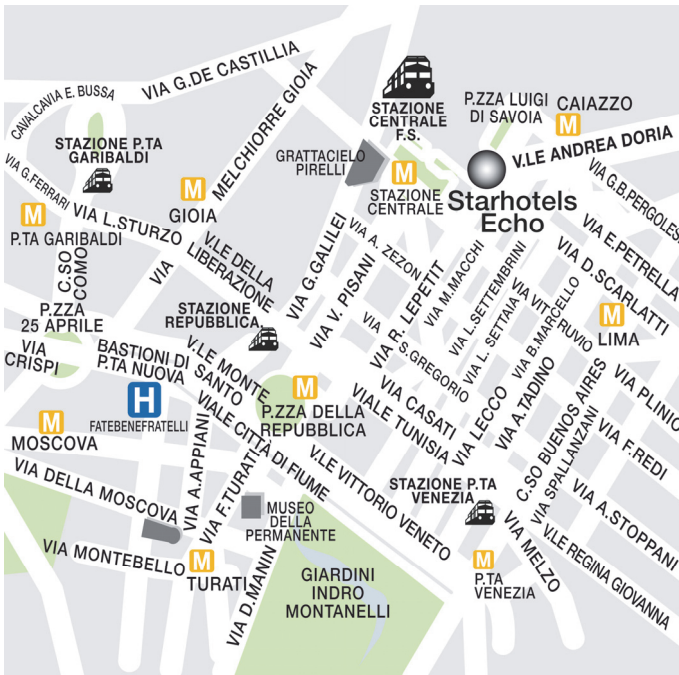 VIA G.DE CASTILLIA
CAVALCAVIA E. BUSSA
STAZIONE P.TA
GARIBALDI
VIA G.FERRARI
M
P.TA GARIBALDI
VIA L.STURZO
M
GIOIA
VIA
MELCHIORRE GIOIA
STAZIONE
CENTRALE
F.S.
GRATTACIELO
PIRELLI
M
STAZIONE
CENTRALE
P.ZZA LUIGI
DI SAVOIA
CAIAZZO
M
V.LE ANDREA DORIA
Starhotels
Echo
VIA G.B.PERGOLESI
VIA E.PETRELLA
VIA D.SCARLATTI
C.SO
COMO
P.ZZA
25 APRILE
V.LE DELLA
LIBERAZIONE
VIA G.GALILEI
VIA V. PISANI
VIA A. ZEZON
VIA R. LEPETIT
VIA M.MACCHI
VIA L.SETTEMBRINI
VIA L. SETTALA
VIA VITTRUVIO
VIA B.MARCELLO
M
LIMA
STAZIONE
REPUBBLICA.
VIA
S.GREGORIO
VIA
CRISPI
BASTIONI DI
P.TA NUOVA
V.LE MONTE
SANTO
H
FATEBENEFRATELLI
M
P.ZZA DELLA
REPUBBLICA
VIA CASATI
VIALE TUNISIA
VIA LECCO
VIA A.TADINO
C.SO BUENOS AIRES
VIA SPALLANZANI
VIA PLINIO
VIA F.REDI
VIA A.STOPPANI
M
MOSCOVA
VIA DELLA MOSCOVA
VIA A.APPIANI
VIALE CITTÀ DI FIUME
VIA F.TURATI
V.LE VITTORIO VENETO
STAZIONE P.TA
VENEZIA
MUSEO
DELLA
PERMANENTE
VIA MONTEBELLO
M
TURATI
VIA D.MANIN
GIARDINI
INDRO
MONTANELLI
M
P.TA
VENEZIA
VIA MELZO
V.LE REGINA GIOVANNA